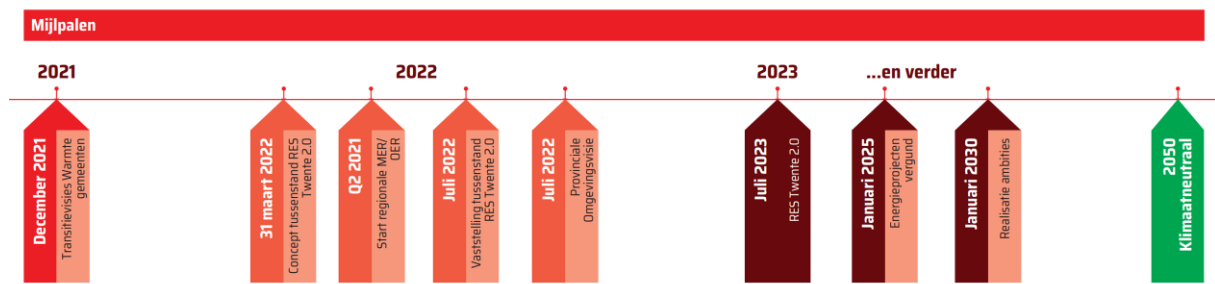 Mijlpalen
2021
2022
2023
...en verder
December 2021
Transitievisies Warmte
gemeenten
31 maart 2022
Concept tussenstand RES
Twente 2.0
Q2 2021
Start regionale MER/
OER
Juli 2022
Vaststelling tussenstand
RES Twente 2.0
Juli 2022
Provinciale
Omgevingsvisie
Juli 2023
RES Twente 2.0
Januari 2025
Energieprojecten
vergund
Januari 2030
Realisatie ambities
2050
Klimaatneutraal